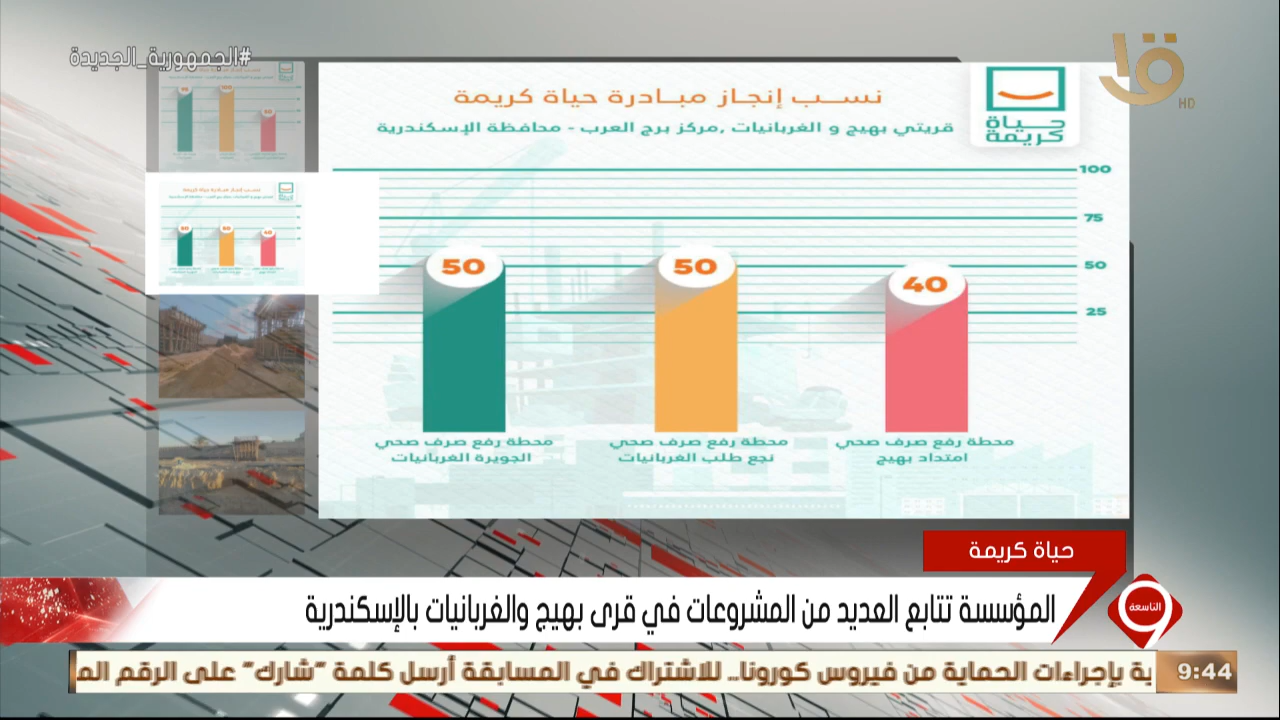 #الجمهورية_الجديدة
HD
نسب إنجاز مبادرة حياة كريمة
قريتي بهيج و الغربانيات ,مركز برج العرب - محافظة الإسكندرية
حياة
كريمة
100
75
50
25
50
50
40
محطة رفع صرف صحي
الجويرة الغربانيات
محطة رفع صرف صحي
نجع طلب الغربانيات
محطة رفع صرف صحي
امتداد بهيج
حياة كريمة
المؤسسة تتابع العديد من المشروعات في قرى بهيج والغربانيات بالإسكندرية
التاسعة
9
ية بإجراءات الحماية من فيروس كورونا.. للاشتراك في المسابقة أرسل كلمة “شارك” على الرقم الم
9:44